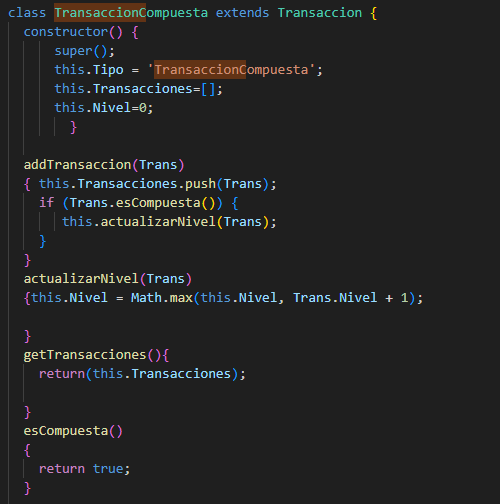 class TransaccionCompuesta extends Transaccion {
constructor() {
super();
this.Tipo = 'TransaccionCompuesta';
this.Transacciones=[];
this.Nivel=0;
}
addTransaccion(Trans)
{ this.Transacciones.push(Trans);
if (Trans.esCompuesta()) {
this.actualizarNivel(Trans);
}
}
actualizarNivel(Trans)
{this.Nivel = Math.max(this.Nivel, Trans.Nivel + 1);
}
getTransacciones(){
return(this.Transacciones);
}
esCompuesta()
{
return true;
}